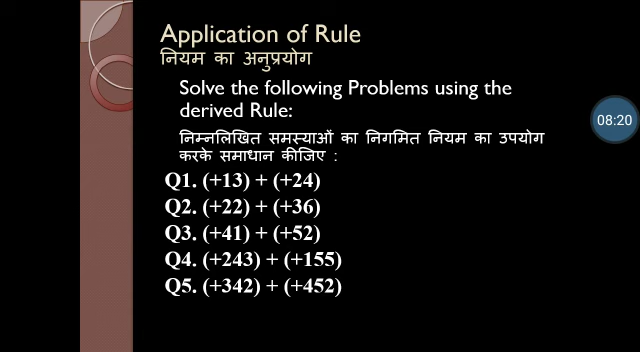 Application of Rule
नियम का अनुप्रयोग
Solve the following Problems using the
derived Rule:
निम्नलिखित समस्याओं का निगमित नियम का उपयोग
करके समाधान कीजिए :
08:20
Q1. (+13) + (+24)
Q2. (+22) + (+36)
Q3. (+41) + (+52)
Q4. (+243) + (+155)
Q5. (+342) + (+452)